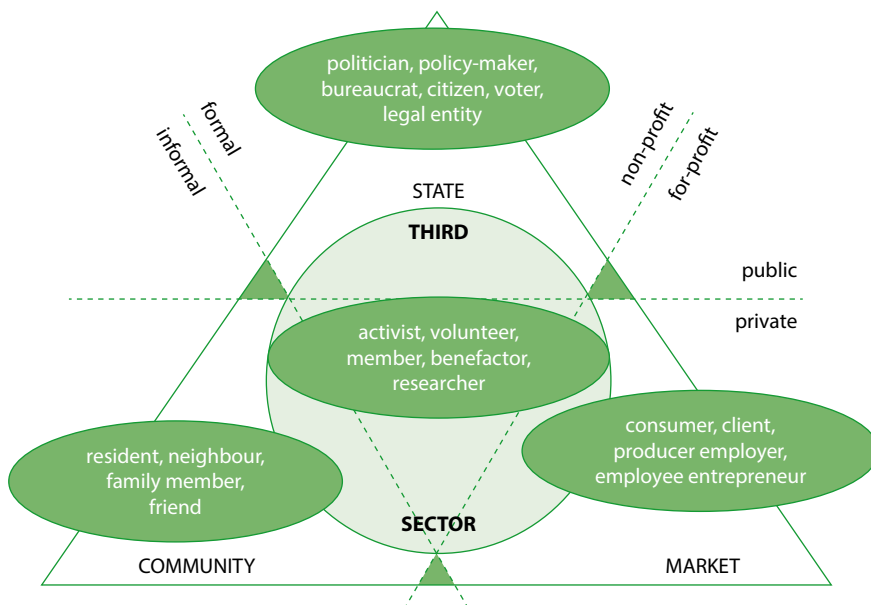 politician, policy-maker,
bureaucrat, citizen, voter,
legal entity
formal
informal
non-profit
for-profit
STATE
THIRD
public
private
activist, volunteer,
member, benefactor,
researcher
resident, neighbour,
family member,
friend
consumer, client,
producer employer,
employee entrepreneur
SECTOR
COMMUNITY
MARKET